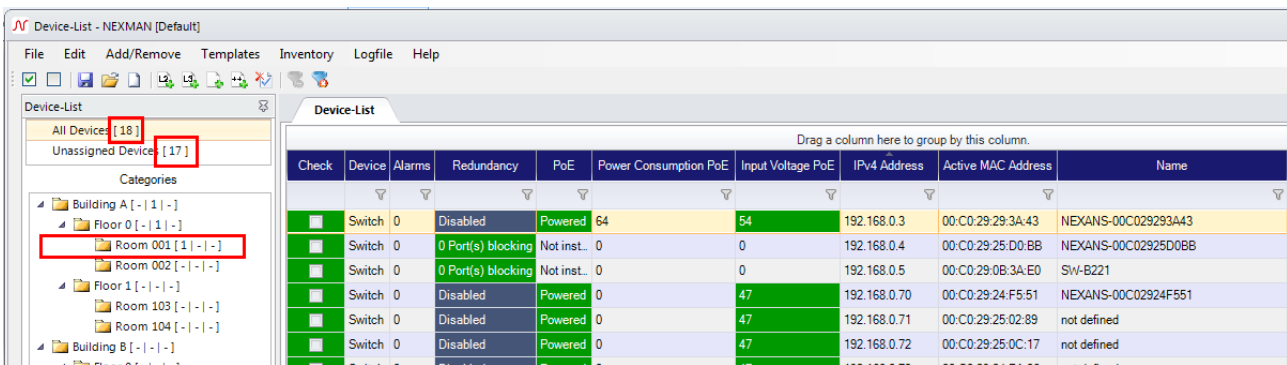 Device-List - NEXMAN [Default]
File Edit Add/Remove Templates Inventory Logfile Help
Device-List
All Devices [ 18 ]
Unassigned Devices [ 17 ]
Categories
Building A [ - | 1 | - ]
Floor 0 [ - | 1 | - ]
Room 001 [ 1 | - | - ]
Room 002 [ - | - | - ]
Floor 1 [ - | - | - ]
Room 103 [ - | - | - ]
Room 104 [ - | - | - ]
Building B [ - | - | - ]
Device-List
Drag a column here to group by this column.
Check Device Alarms Redundancy PoE Power Consumption PoE Input Voltage PoE IPv4 Address Active MAC Address Name
Switch 0 Disabled Powered 64 54 192.168.0.3 00:C0:29:29:3A:43 NEXANS-00C029293A43
Switch 0 0 Port(s) blocking Not inst... 0 0 192.168.0.4 00:C0:29:25:D0:BB NEXANS-00C02925D0BB
Switch 0 0 Port(s) blocking Not inst... 0 0 192.168.0.5 00:C0:29:0B:3A:E0 SW-B221
Switch 0 Disabled Powered 0 47 192.168.0.70 00:C0:29:24:F5:51 NEXANS-00C02924F551
Switch 0 Disabled Powered 0 47 192.168.0.71 00:C0:29:25:02:89 not defined
Switch 0 Disabled Powered 0 47 192.168.0.72 00:C0:29:25:0C:17 not defined